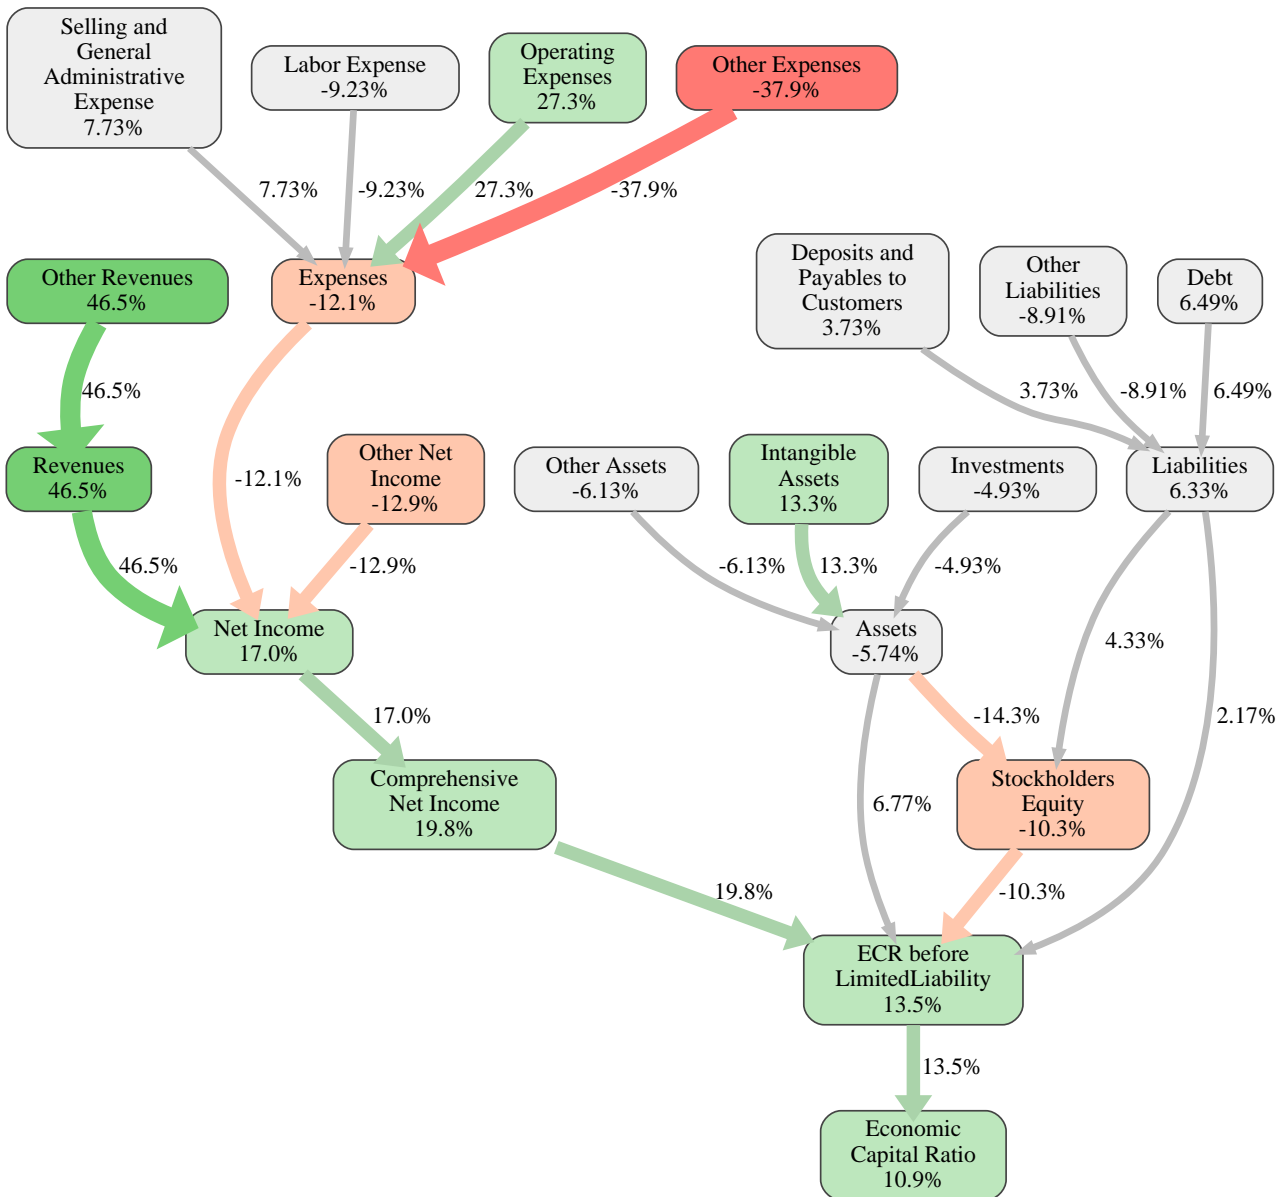 Selling and
General
Administrative
Expense
7.73%
Labor Expense
-9.23%
Operating
Expenses
27.3%
Other Expenses
-37.9%
7.73%
-9.23%
27.3%
-37.9%
Other Revenues
46.5%
Expenses
-12.1%
Deposits and
Payables to
Customers
3.73%
Other
Liabilities
-8.91%
Debt
6.49%
46.5%
3.73%
-8.91%
6.49%
Revenues
46.5%
-12.1%
Other Net
Income
-12.9%
Other Assets
-6.13%
Intangible
Assets
13.3%
Investments
-4.93%
Liabilities
6.33%
46.5%
-12.9%
-6.13%
13.3%
-4.93%
Net Income
17.0%
Assets
-5.74%
4.33%
17.0%
-14.3%
2.17%
Comprehensive
Net Income
19.8%
6.77%
Stockholders
Equity
-10.3%
19.8%
-10.3%
ECR before
LimitedLiability
13.5%
13.5%
Economic
Capital Ratio
10.9%